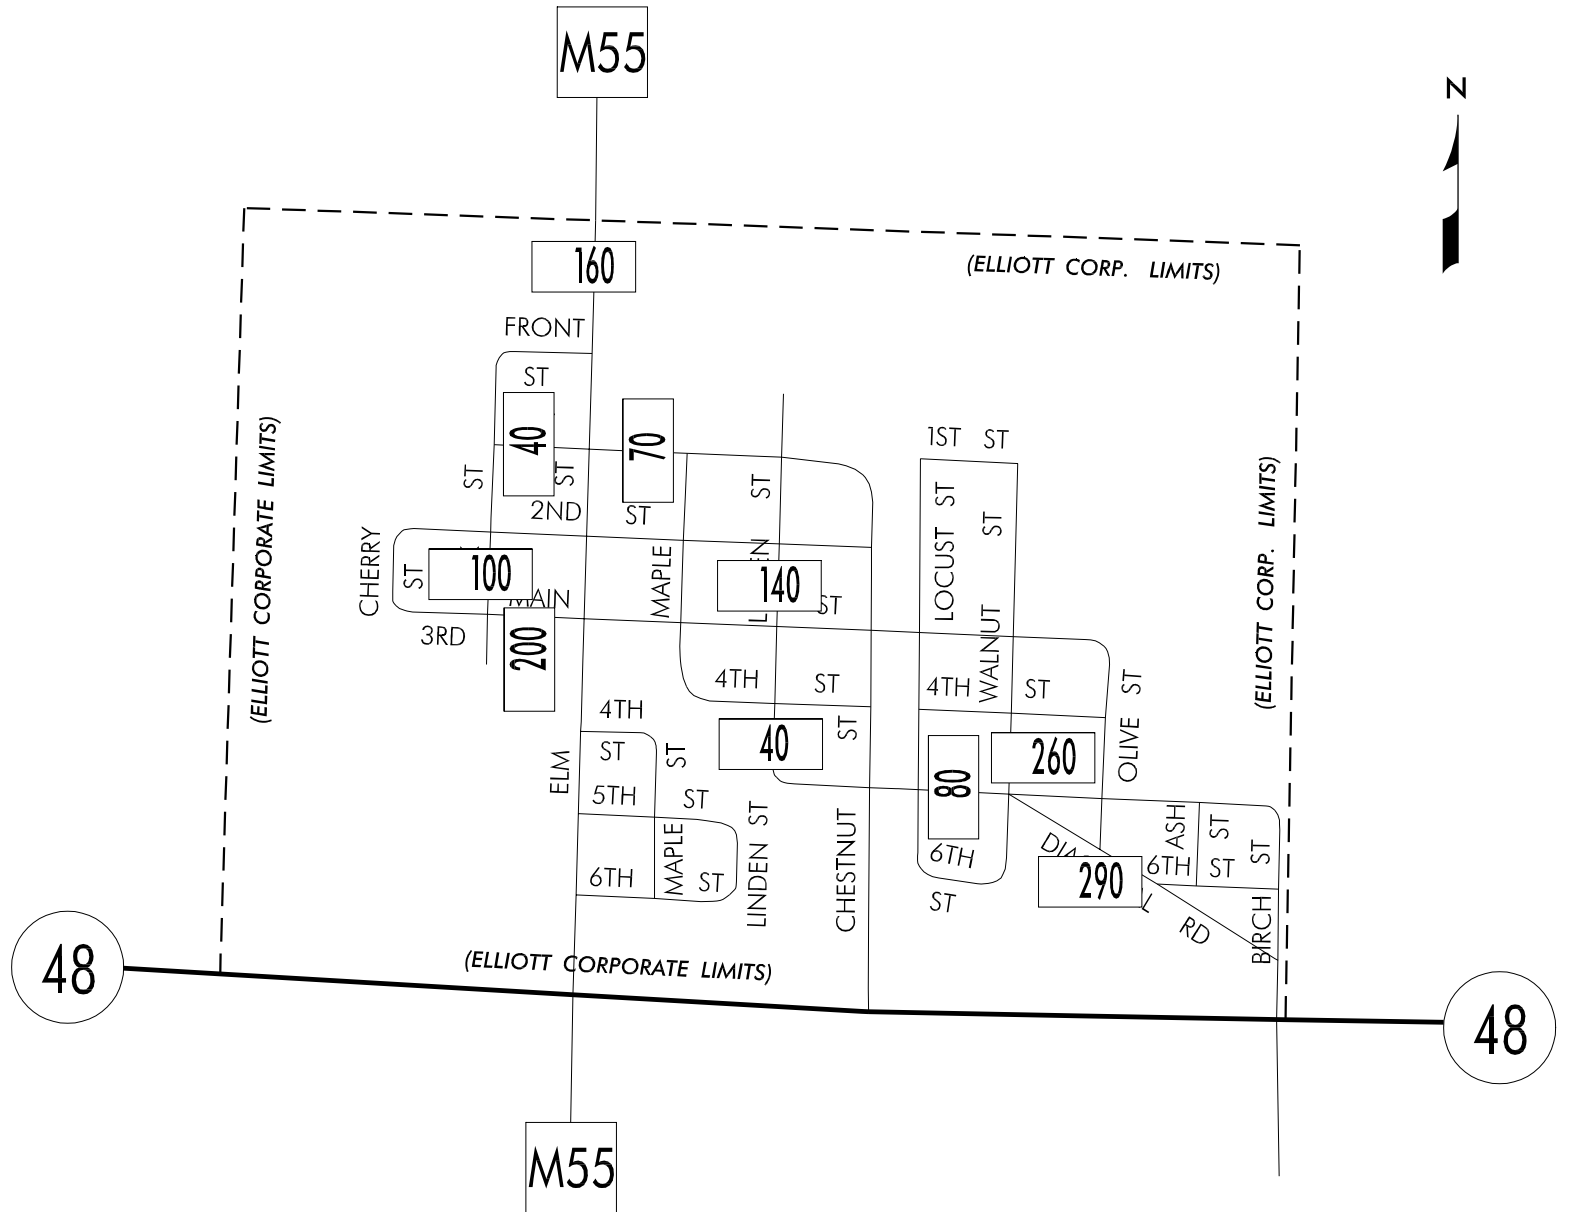 M55
N
160
(ELLIOTT CORP. LIMITS)
FRONT
ST
40
70
ST
ST
2ND
ST
ST
1ST ST
LOCUST ST
WALNUT ST
(ELLIOTT CORPORATE LIMITS)
(ELLIOTT CORP. LIMITS)
CHERRY
ST
100
MAIN
3RD
200
MAPLE
140
ST
4TH ST
4TH ST
OLIVE ST
4TH
ST
ST
ELM
5TH
ST
MAPLE
6TH
ST
40
ST
CHESTNUT
LINDEN ST
80
260
6TH
ST
290
RD
ASH
ST
6TH
ST
BIRCH ST
(ELLIOTT CORPORATE LIMITS)
48
48
M55